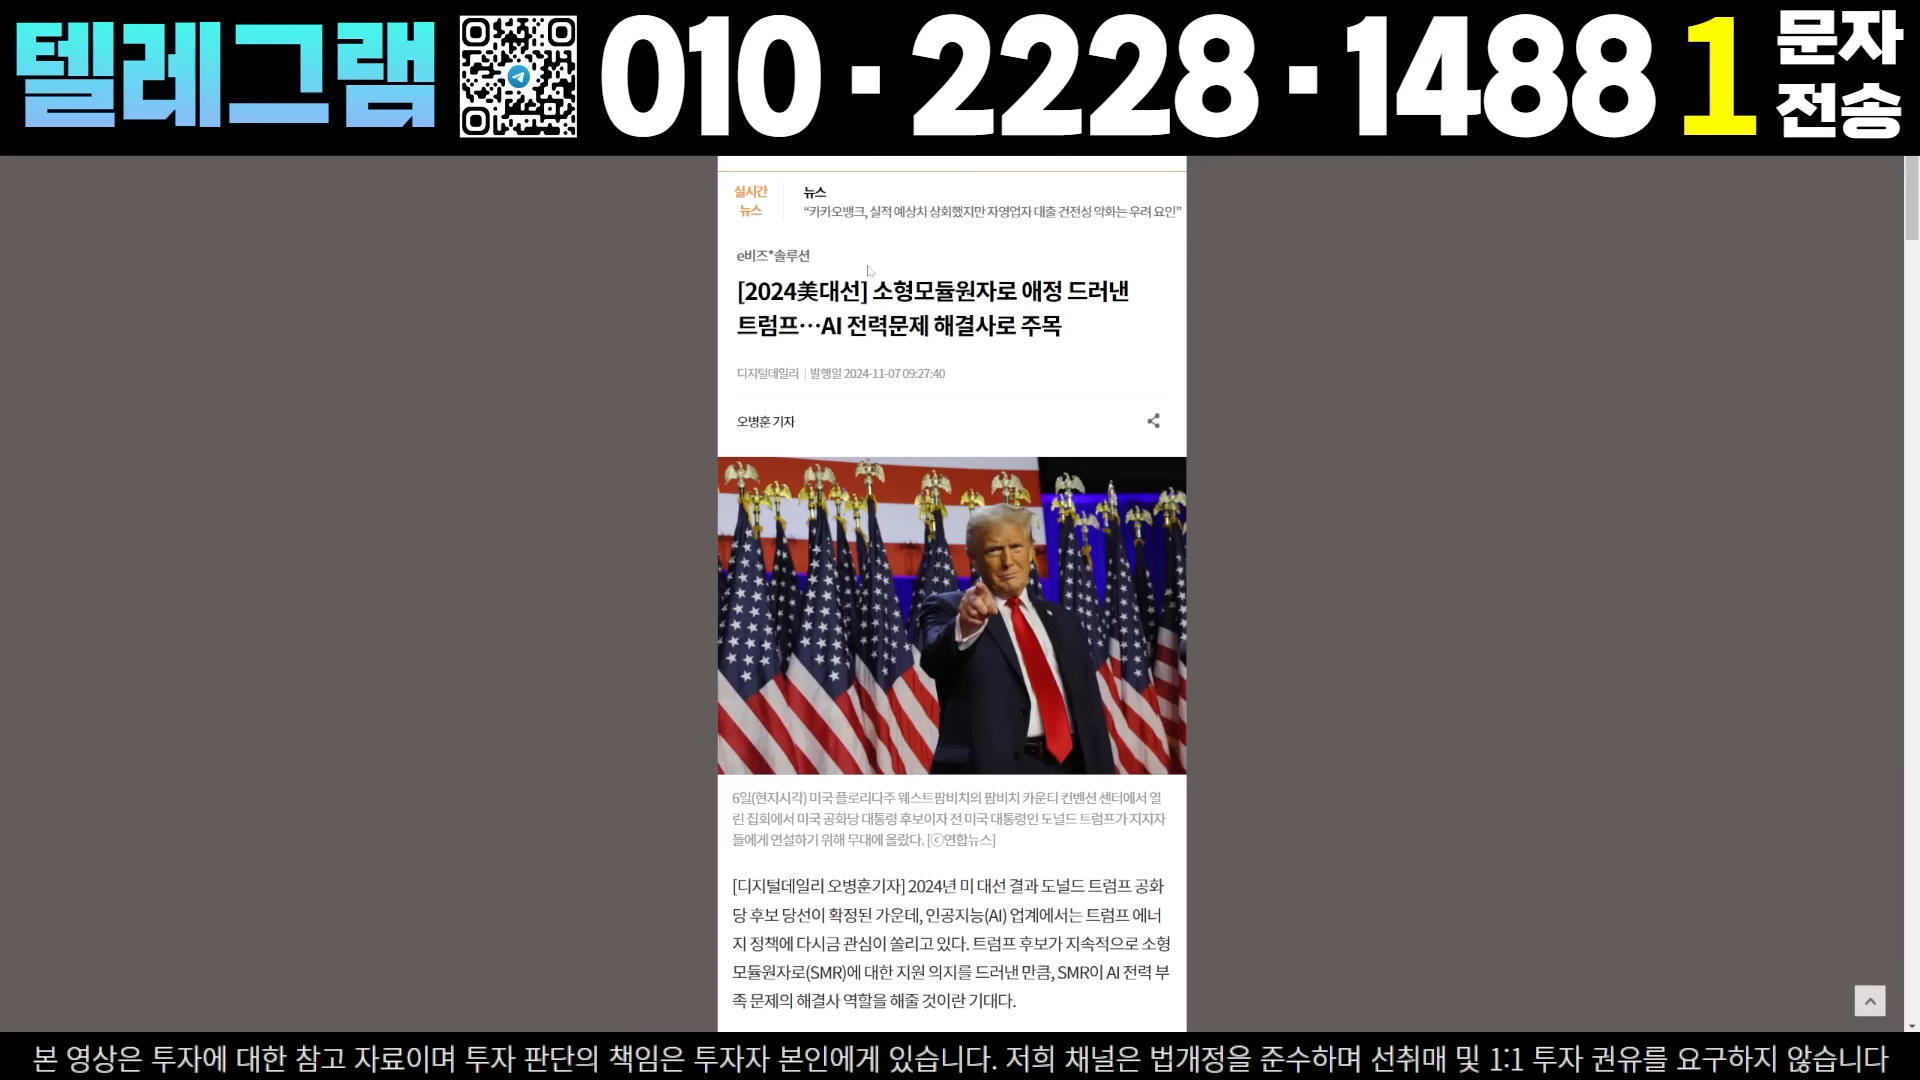 텔레그램 010·2228·1488 1 문자
전송
실시간
뉴스
뉴스
“카카오뱅크, 실적 예상치 상회했지만 자영업자 대출 건전성 악화는 우려 요인”
e비즈*솔루션
[2024美대선] 소형모듈원자로 애정 드러낸
트럼프…AI 전력문제 해결사로 주목
디지털데일리 | 발행일 2024-11-07 09:27:40
오병훈 기자
6일(현지시각) 미국 플로리다주 웨스트팜비치의 팜비치 카운티 컨벤션 센터에서 열
린 집회에서 미국 공화당 대통령 후보이자 전 미국 대통령인 도널드 트럼프가 지지자
들에게 연설하기 위해 무대에 올랐다. [ⓒ연합뉴스]
[디지털데일리 오병훈기자] 2024년 미 대선 결과 도널드 트럼프 공화
당 후보 당선이 확정된 가운데, 인공지능(AI) 업계에서는 트럼프 에너
지 정책에 다시금 관심이 쏠리고 있다. 트럼프 후보가 지속적으로 소형
모듈원자로(SMR)에 대한 지원 의지를 드러낸 만큼, SMR이 AI 전력 부
족 문제의 해결사 역할을 해줄 것이란 기대다.
본 영상은 투자에 대한 참고 자료이며 투자 판단의 책임은 투자자 본인에게 있습니다. 저희 채널은 법개정을 준수하며 선취매 및 1:1 투자 권유를 요구하지 않습니다